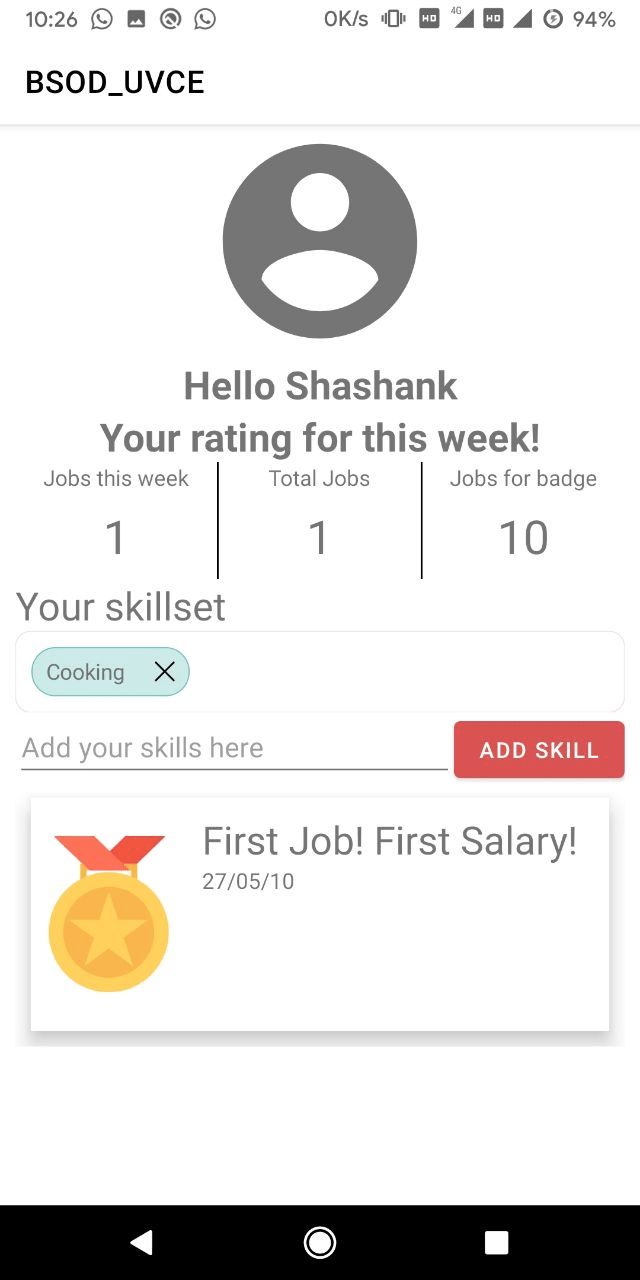 10:26 0K/s HD 4G HD 94%
BSOD_UVCE
Hello Shashank
Your rating for this week!
Jobs this week Total Jobs Jobs for badge
1 1 10
Your skillset
Cooking
Add your skills here ADD SKILL
First Job! First Salary!
27/05/10